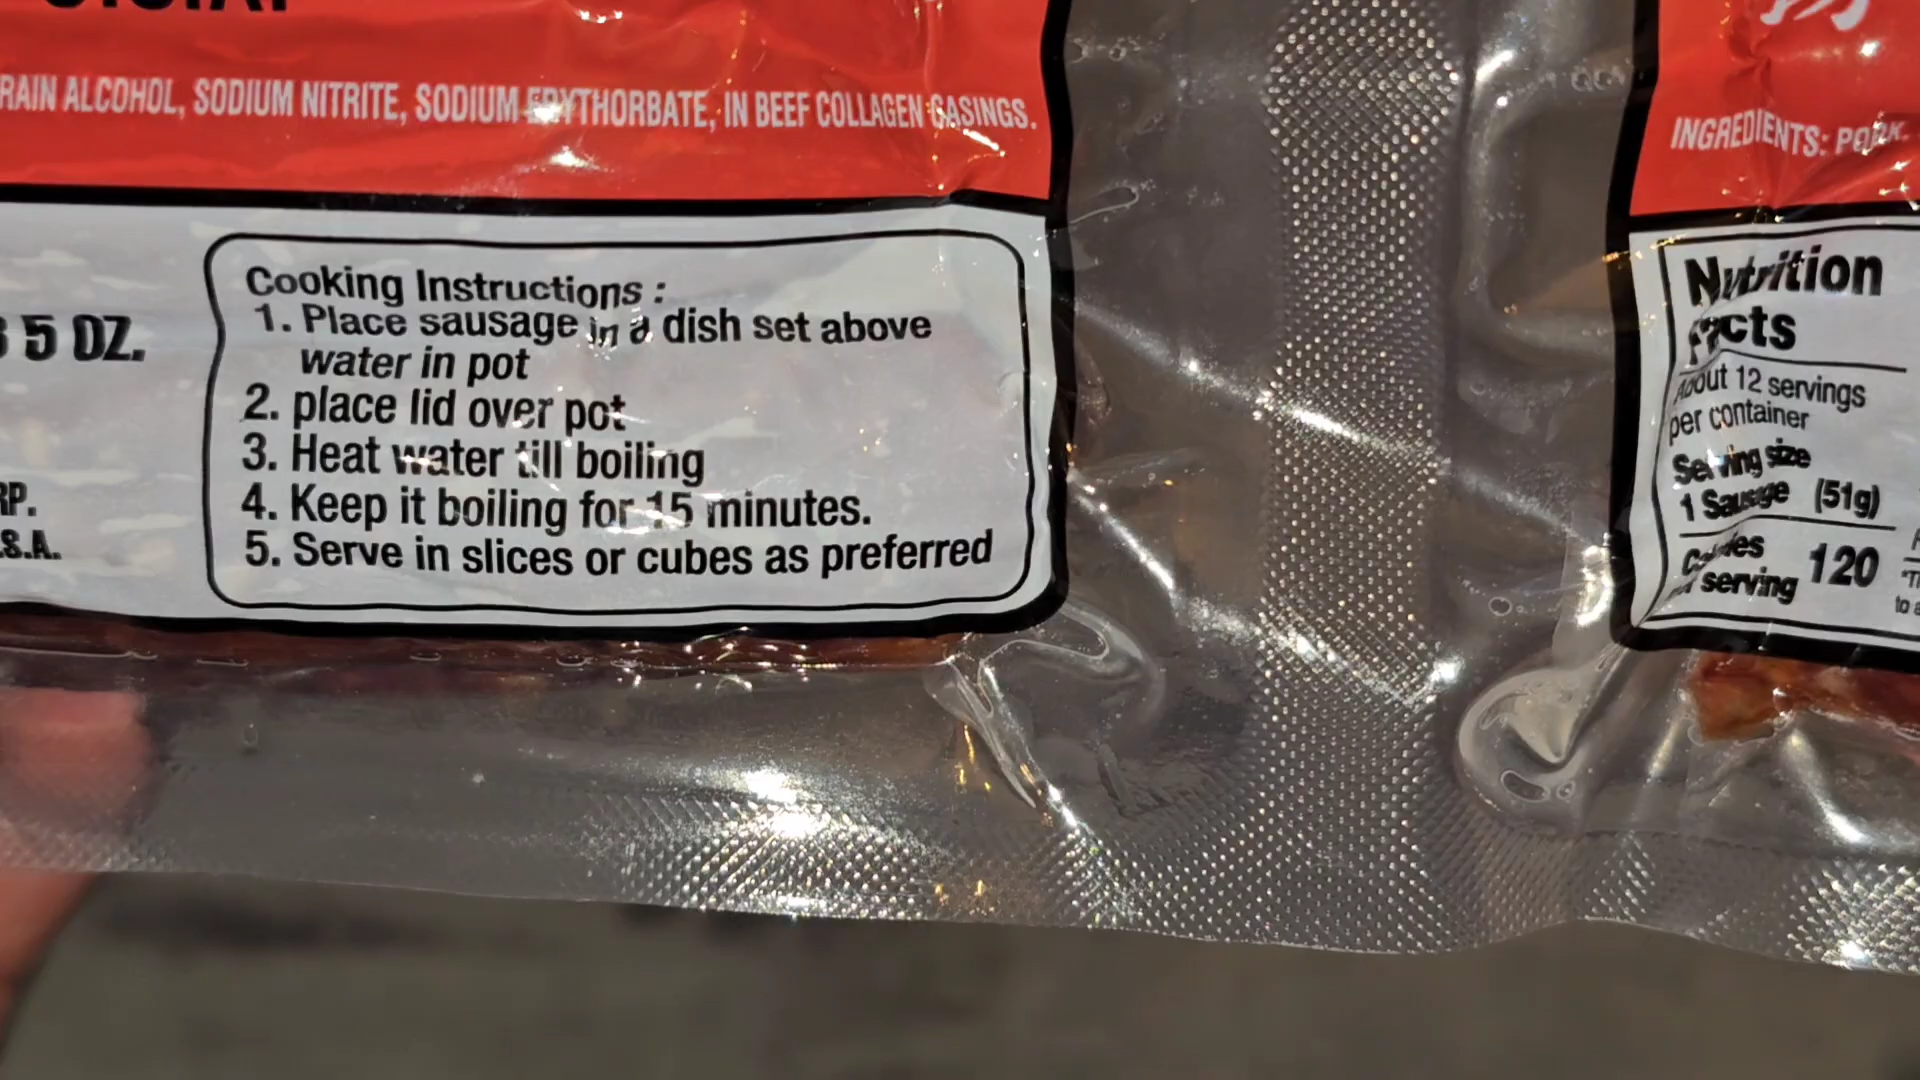 RAIN ALCOHOL, SODIUM NITRITE, SODIUM ERYTHORBATE, IN BEEF COLLAGEN CASINGS.
5 OZ.
RP.
.S.A.
Cooking Instructions :
1. Place sausage in a dish set above
water in pot
2. place lid over pot
3. Heat water till boiling
4. Keep it boiling for 15 minutes.
5. Serve in slices or cubes as preferred
INGREDIENTS: PORK,
Nutrition
Facts
About 12 servings
per container
Serving size
1 Sausage (51g)
Calories
serving 120
to a